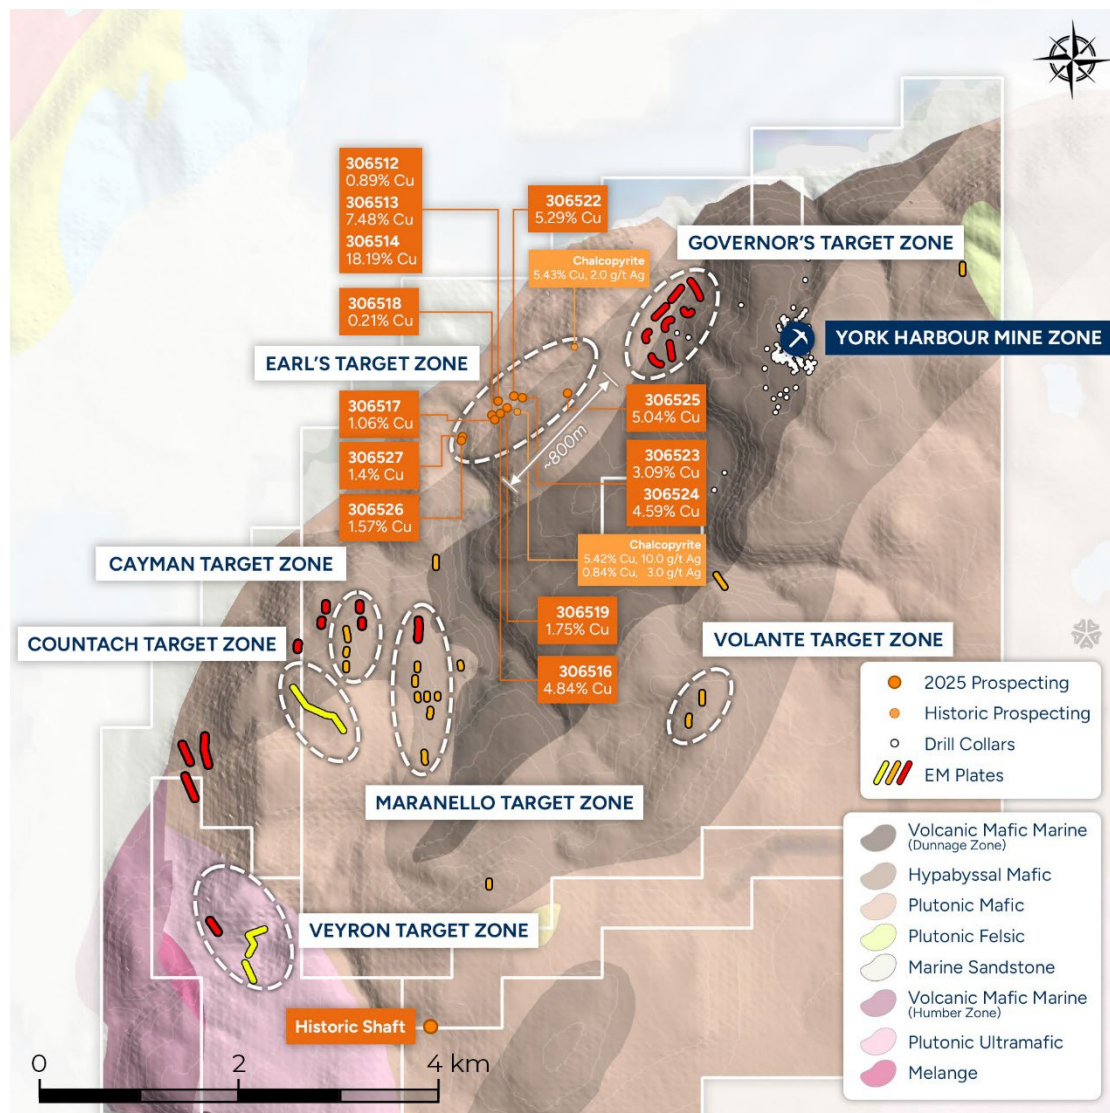 306512
0.89% Cu
306513
7.48% Cu
306514
18.19% Cu
306522
5.29% Cu
GOVERNOR'S TARGET ZONE
Chalcopyrite
5.43% Cu, 2.0 g/t Ag
306518
0.21% Cu
YORK HARBOUR MINE ZONE
EARL'S TARGET ZONE
306517
1.06% Cu
306525
5.04% Cu
~800m
306527
1.4% Cu
306523
3.09% Cu
306524
4.59% Cu
306526
1.57% Cu
Chalcopyrite
5.42% Cu, 10.0 g/t Ag
0.84% Cu, 3.0 g/t Ag
CAYMAN TARGET ZONE
306519
1.75% Cu
COUNTACH TARGET ZONE
VOLANTE TARGET ZONE
306516
4.84% Cu
2025 Prospecting
Historic Prospecting
Drill Collars
EM Plates
MARANELLO TARGET ZONE
Volcanic Mafic Marine
(Dunnage Zone)
Hypabyssal Mafic
Plutonic Mafic
Plutonic Felsic
Marine Sandstone
Volcanic Mafic Marine
(Humber Zone)
Plutonic Ultramafic
Melange
VEYRON TARGET ZONE
Historic Shaft
0 2 4 km